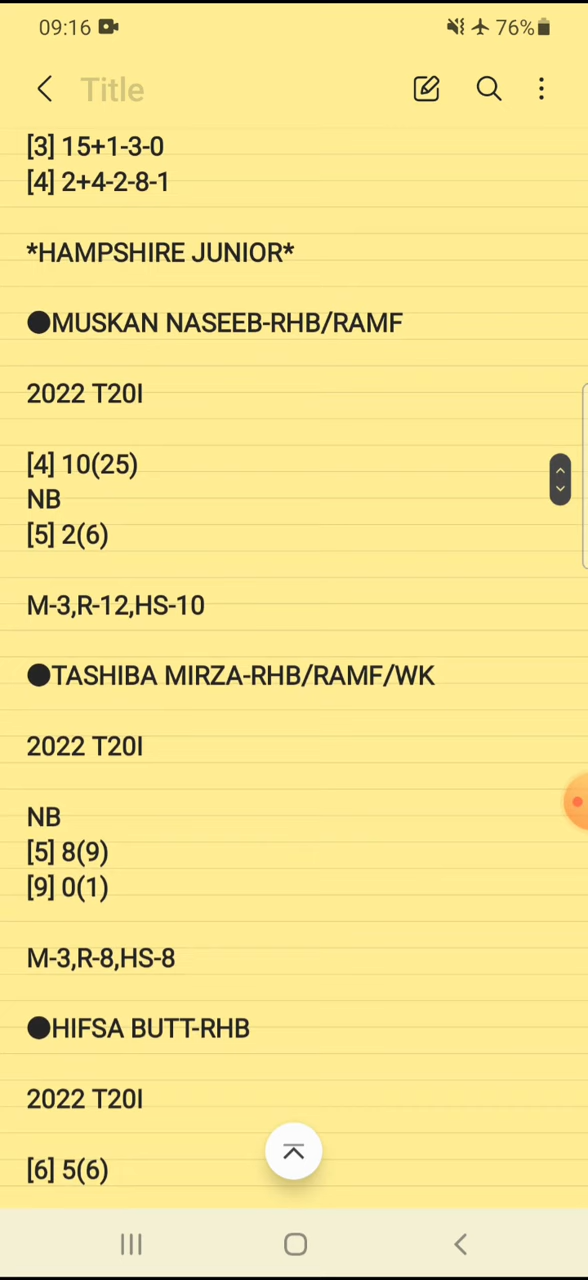 09:16
76%
Title
[3] 15+1-3-0
[4] 2+4-2-8-1
*HAMPSHIRE JUNIOR*
●MUSKAN NASEEB-RHB/RAMF
2022 T20I
[4] 10(25)
NB
[5] 2(6)
M-3,R-12,HS-10
●TASHIBA MIRZA-RHB/RAMF/WK
2022 T20I
NB
[5] 8(9)
[9] 0(1)
M-3,R-8,HS-8
●HIFSA BUTT-RHB
2022 T20I
[6] 5(6)